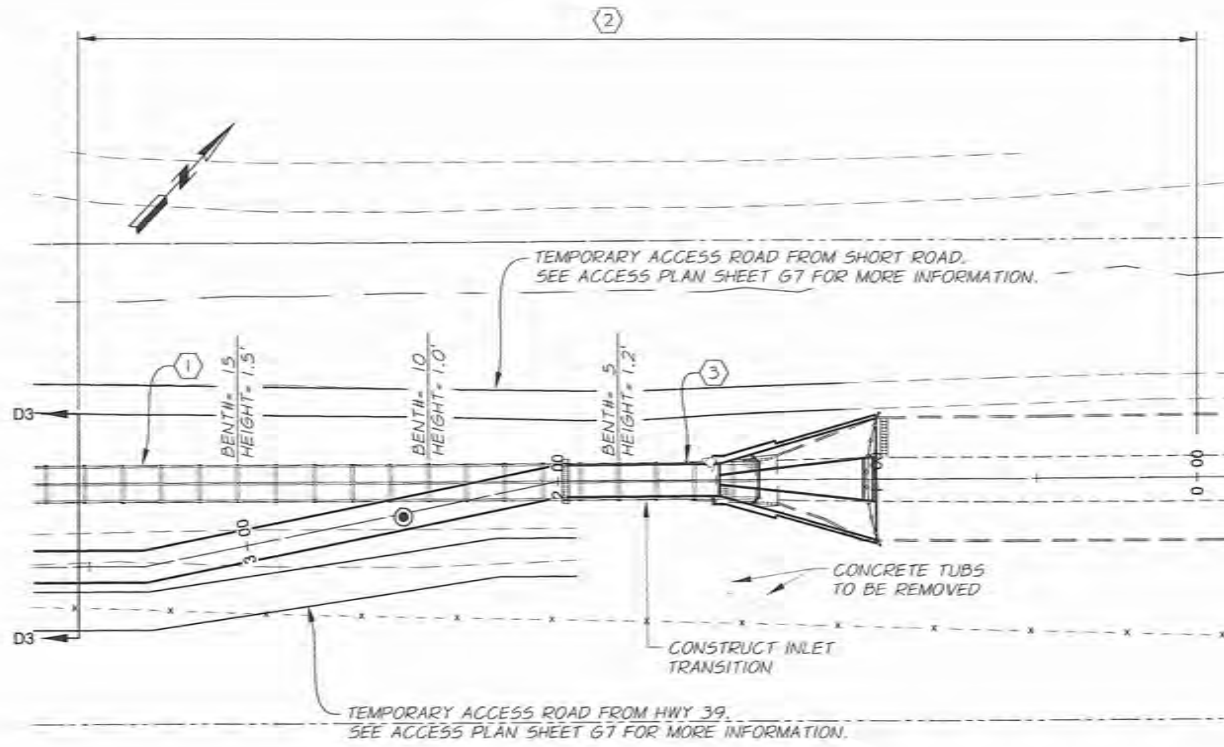 2
TEMPORARY ACCESS ROAD FROM SHORT ROAD.
SEE ACCESS PLAN SHEET G7 FOR MORE INFORMATION.
1
BENT#= 15
HEIGHT= 1.5'
BENT#= 10
HEIGHT= 1.0'
BENT#= 5
HEIGHT= 1.2'
3
D3
2 - 00
0 - 00
3 - 00
CONCRETE TUBS
TO BE REMOVED
D3
CONSTRUCT INLET
TRANSITION
TEMPORARY ACCESS ROAD FROM HWY 39.
SEE ACCESS PLAN SHEET G7 FOR MORE INFORMATION.